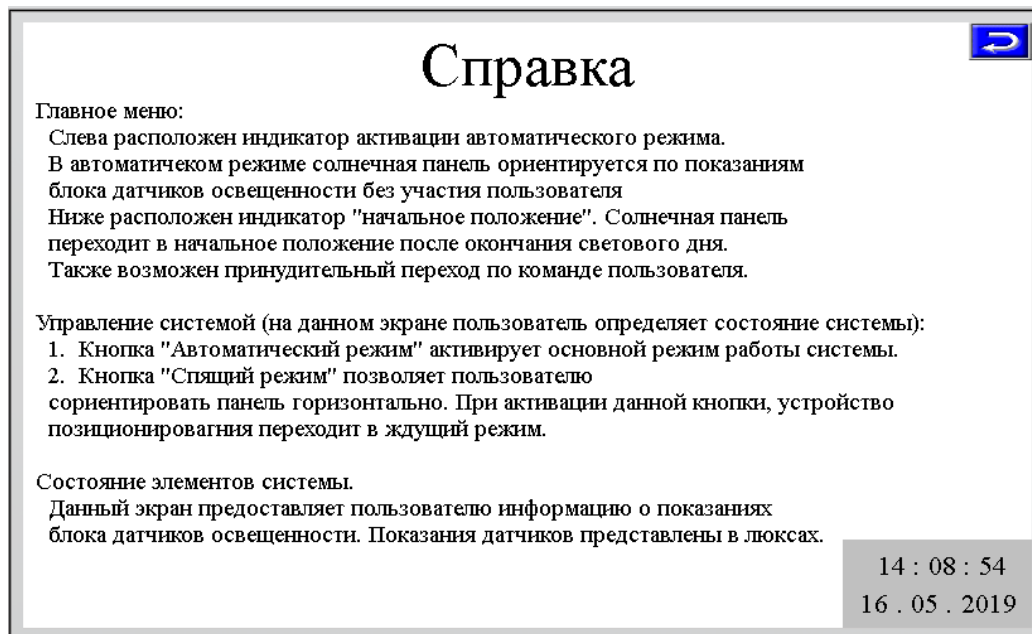 Справка
Главное меню:
Слева расположен индикатор активации автоматического режима.
В автоматичеком режиме солнечная панель ориентируется по показаниям
блока датчиков освещенности без участия пользователя
Ниже расположен индикатор "начальное положение". Солнечная панель
переходит в начальное положение после окончания светового дня.
Также возможен принудительный переход по команде пользователя.
Управление системой (на данном экране пользователь определяет состояние системы):
1. Кнопка "Автоматический режим" активирует основной режим работы системы.
2. Кнопка "Спящий режим" позволяет пользователю
сориентировать панель горизонтально. При активации данной кнопки, устройство
позиционировагния переходит в ждущий режим.
Состояние элементов системы.
Данный экран предоставляет пользователю информацию о показаниях
блока датчиков освещенности. Показания датчиков представлены в люксах.
14 : 08 : 54
16 . 05 . 2019